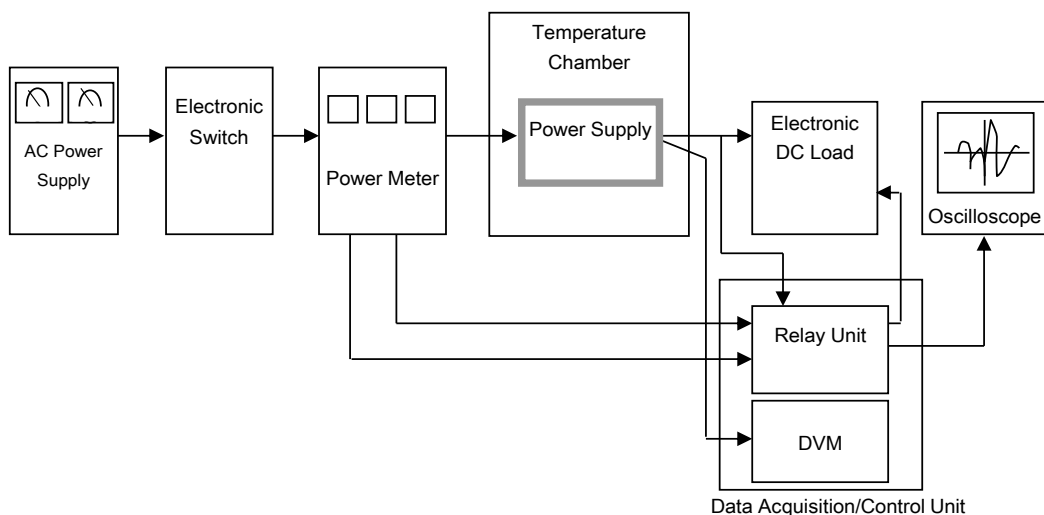 AC Power
Supply
Electronic
Switch
Power Meter
Temperature
Chamber
Power Supply
Electronic
DC Load
Oscilloscope
Relay Unit
DVM
Data Acquisition/Control Unit